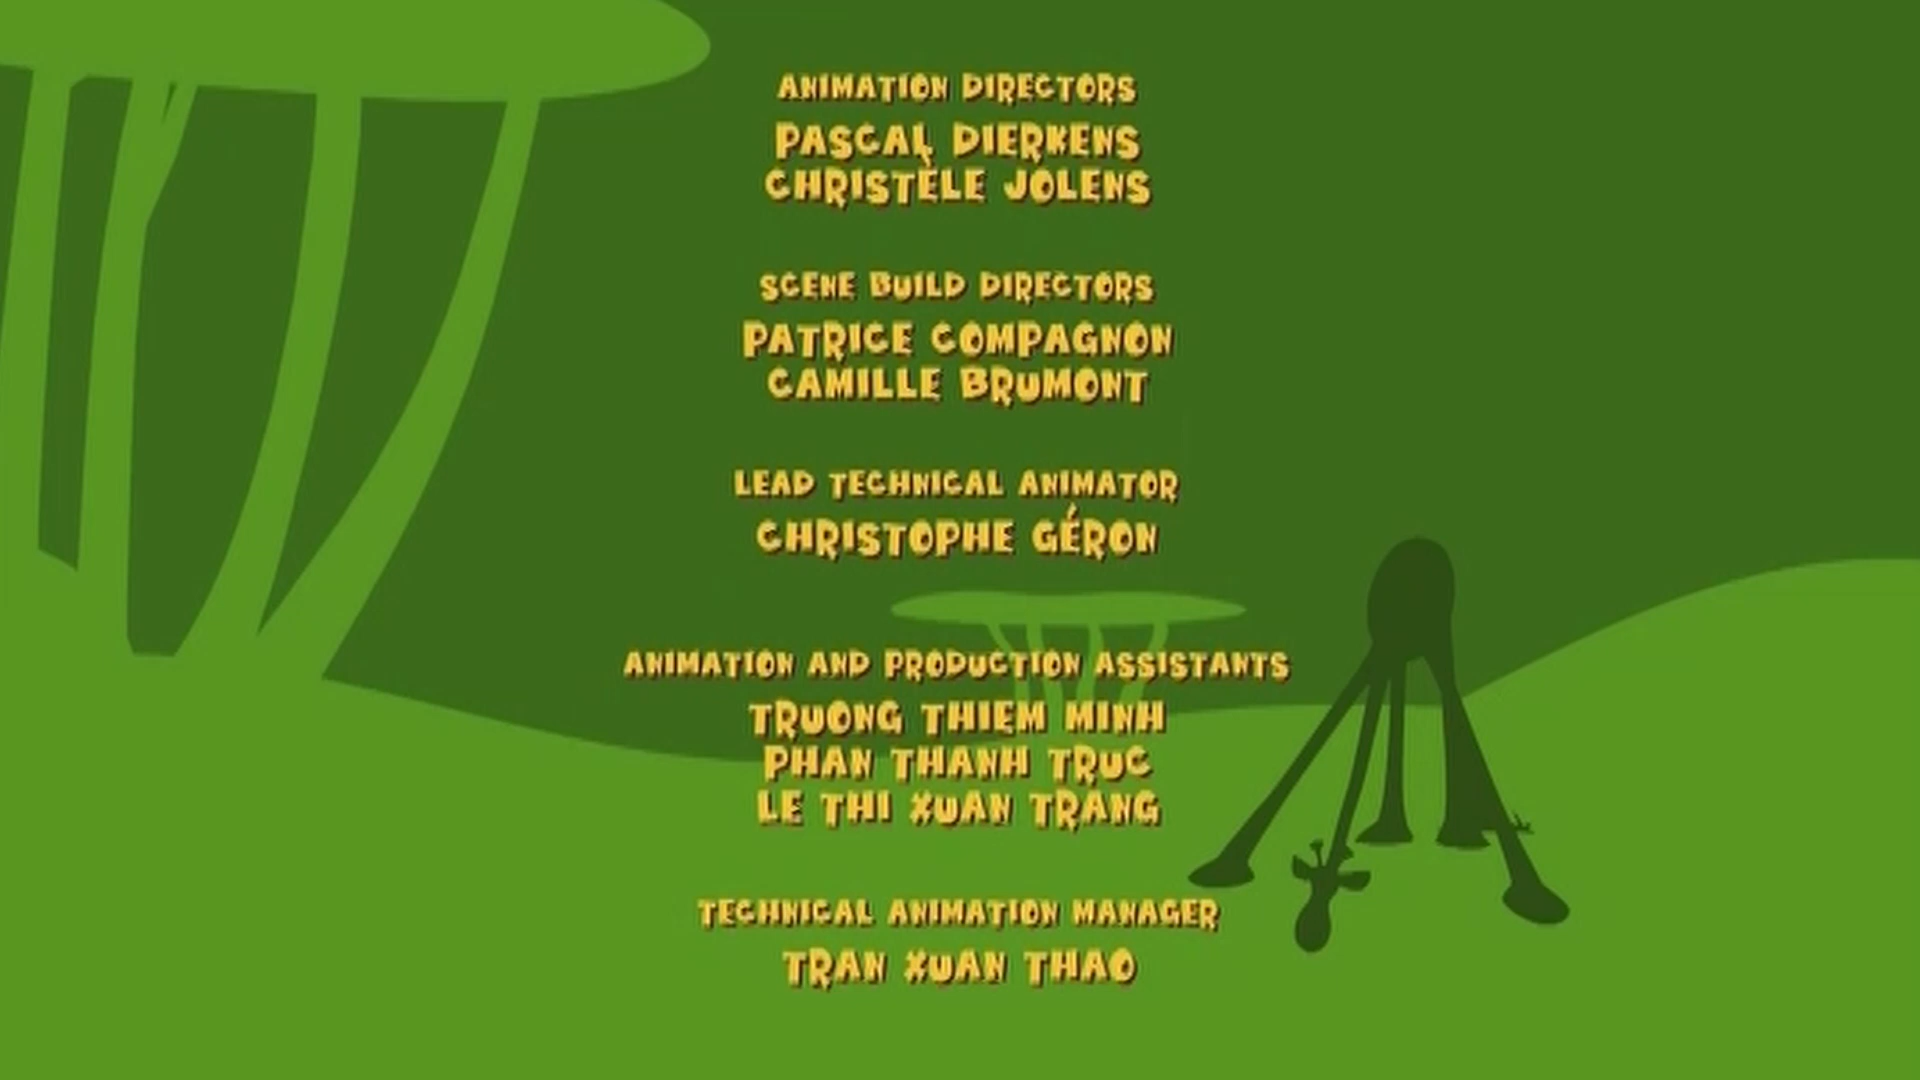 ANIMATION DIRECTORS
PASCAL DIERKENS
CHRISTÈLE JOLENS
SCENE BUILD DIRECTORS
PATRICE COMPAGNON
CAMILLE BRUMONT
LEAD TECHNICAL ANIMATOR
CHRISTOPHE GÉRON
ANIMATION AND PRODUCTION ASSISTANTS
TRUONG THIEM MINH
PHAN THANH TRUC
LE THI XUAN TRANG
TECHNICAL ANIMATION MANAGER
TRAN XUAN THAO